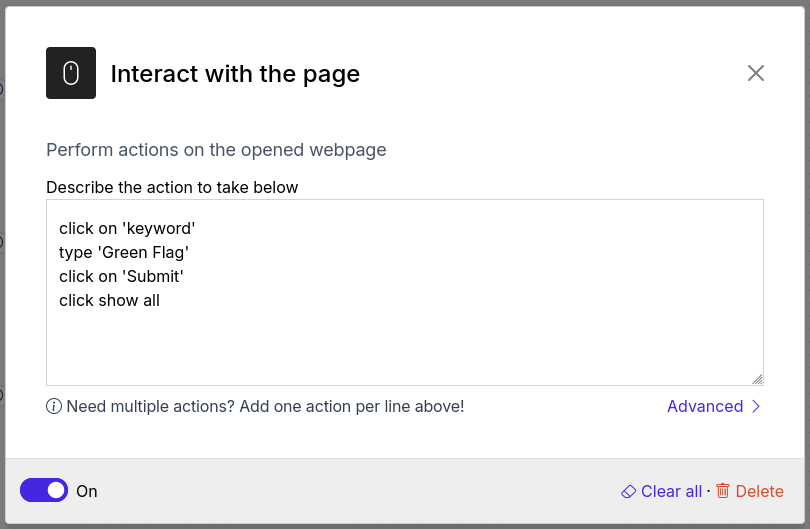 Interact with the page
Perform actions on the opened webpage
Describe the action to take below
click on 'keyword'
type 'Green Flag'
click on 'Submit'
click show all
Need multiple actions? Add one action per line above!
Advanced
On
Clear all · Delete